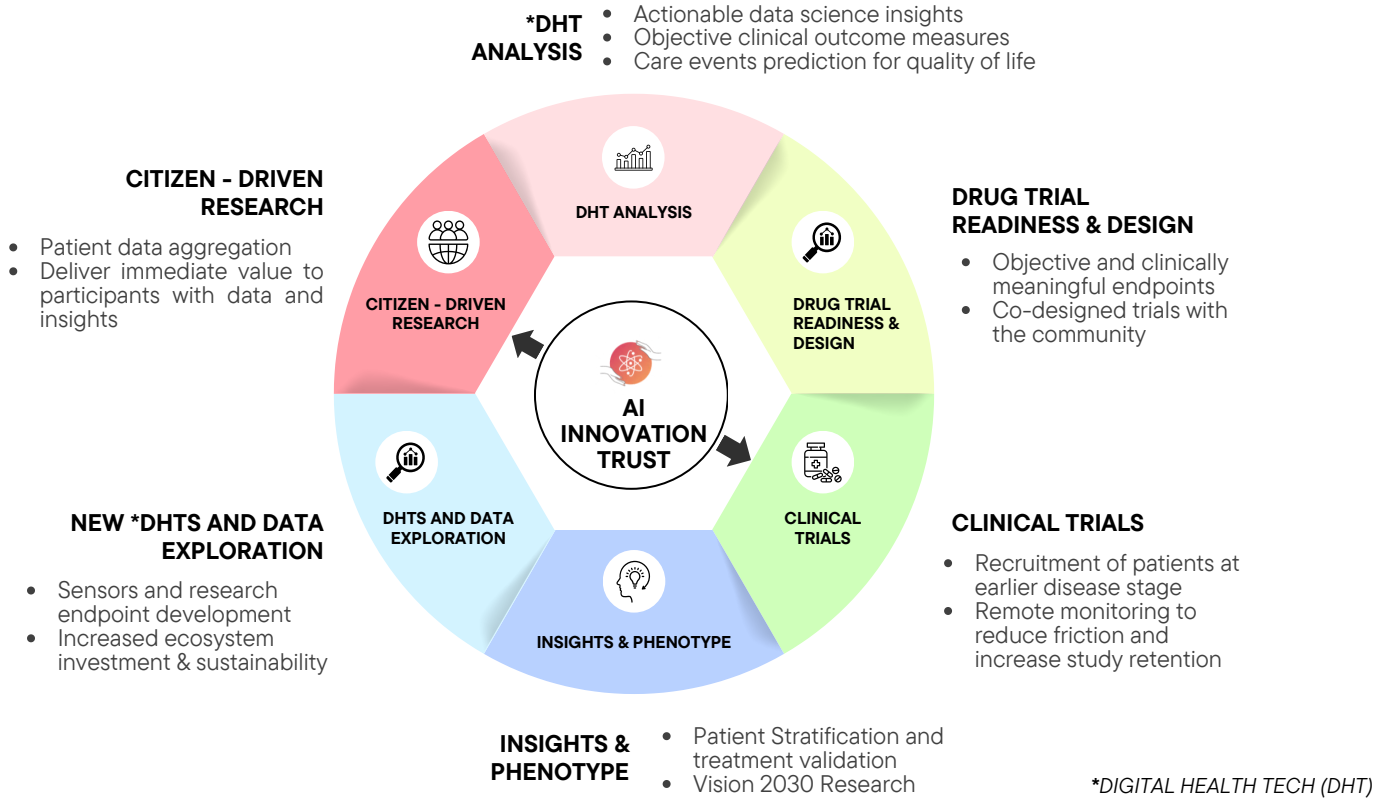 *DHT
ANALYSIS
• Actionable data science insights
• Objective clinical outcome measures
• Care events prediction for quality of life
CITIZEN - DRIVEN
RESEARCH
• Patient data aggregation
• Deliver immediate value to
participants with data and
insights
DRUG TRIAL
READINESS & DESIGN
• Objective and clinically
meaningful endpoints
• Co-designed trials with
the community
DHT ANALYSIS
CITIZEN - DRIVEN
RESEARCH
DRUG TRIAL
READINESS &
DESIGN
AI
INNOVATION
TRUST
DHTS AND DATA
EXPLORATION
CLINICAL
TRIALS
INSIGHTS & PHENOTYPE
NEW *DHTS AND DATA
EXPLORATION
• Sensors and research
endpoint development
• Increased ecosystem
investment & sustainability
CLINICAL TRIALS
• Recruitment of patients at
earlier disease stage
• Remote monitoring to
reduce friction and
increase study retention
INSIGHTS &
PHENOTYPE
• Patient Stratification and
treatment validation
• Vision 2030 Research
*DIGITAL HEALTH TECH (DHT)